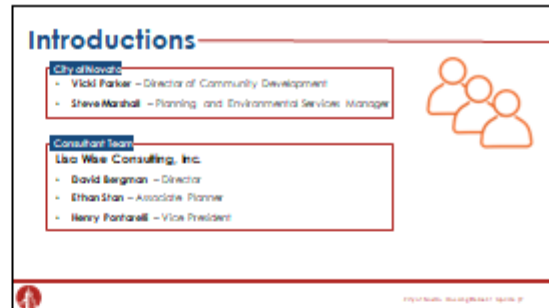 Introductions
City of Novato
- Vicki Parker – Director of Community Development
- Steve Marshall – Planning and Environmental Services Manager
Consultant Team
Lisa Wise Consulting, Inc.
- David Bergman – Director
- Ethan Stan – Associate Planner
- Henry Pontarelli – Vice President